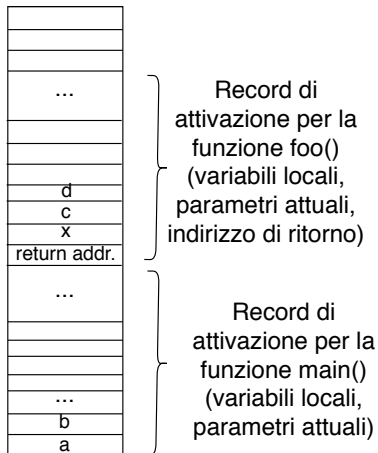 ...
d
c
x
return addr.
...
...
b
a
Record di
attivazione per la
funzione foo()
(variabili locali,
parametri attuali,
indirizzo di ritorno)
Record di
attivazione per la
funzione main()
(variabili locali,
parametri attuali)